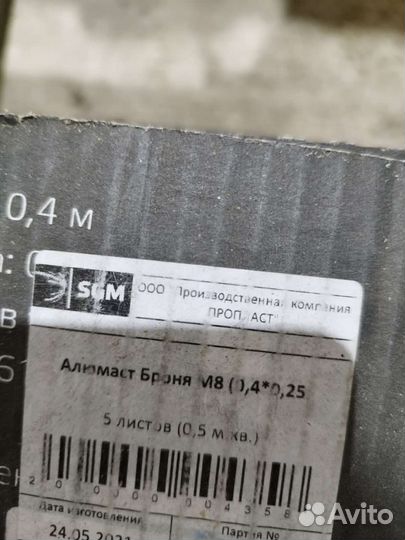 0,4 м
SGM
ООО "Производственная компания
ПРОПЛАСТ"
в
Алюмаст Броня М8 (0,4*0,25
5 листов (0,5 м.кв.)
Дата изготовления
Партия №
24.05.2021
Avito